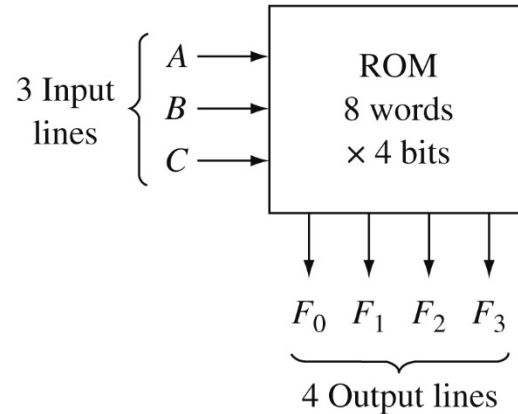 3 Input
lines
A
B
C
ROM
8 words
× 4 bits
F₀ F₁ F₂ F₃
4 Output lines